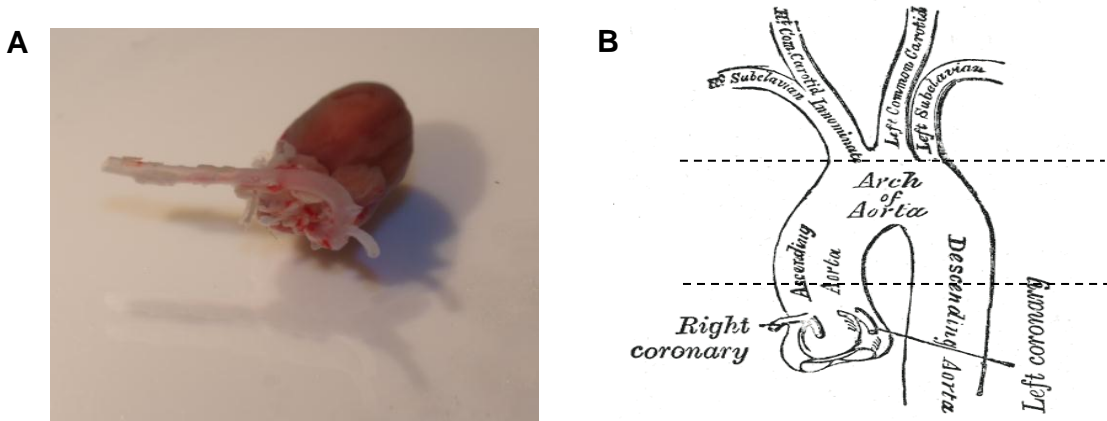 A
B
Rt Com. Carotid
Rt Subclavian
Innominate
Left Common Carotid
Left Subclavian
Arch
of
Aorta
Ascending
Aorta
Descending Aorta
Right
coronary
Left coronary